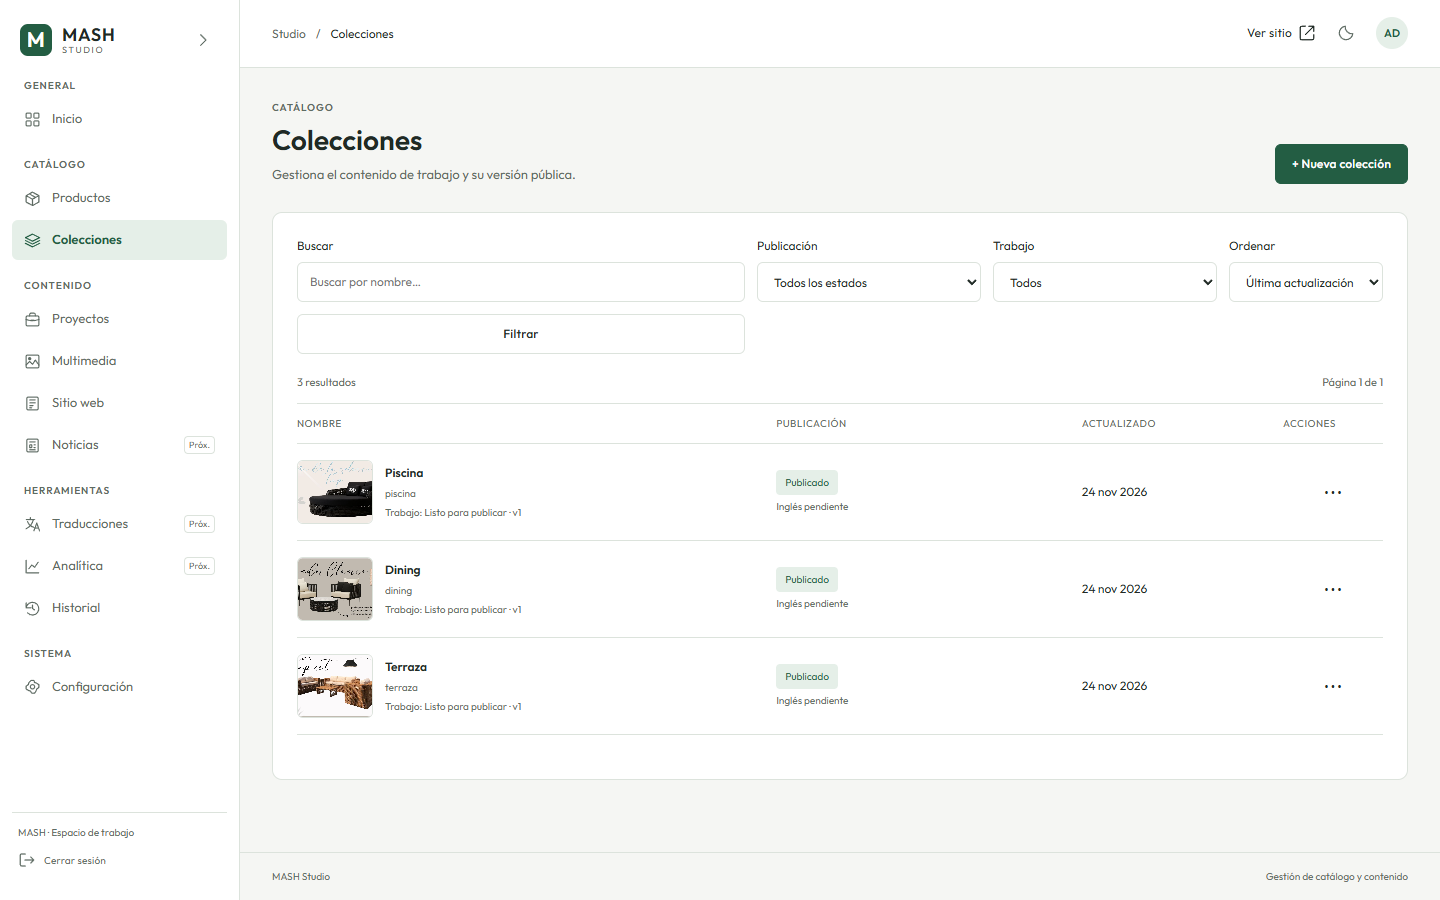 M MASH
STUDIO
GENERAL
Inicio
CATÁLOGO
Productos
Colecciones
CONTENIDO
Proyectos
Multimedia
Sitio web
Noticias Próx.
HERRAMIENTAS
Traducciones Próx.
Analítica Próx.
Historial
SISTEMA
Configuración
MASH · Espacio de trabajo
Cerrar sesión
Studio / Colecciones
Ver sitio
AD
CATÁLOGO
Colecciones
Gestiona el contenido de trabajo y su versión pública.
+ Nueva colección
Buscar Publicación Trabajo Ordenar
Buscar por nombre... Todos los estados Todos Última actualización
Filtrar
3 resultados Página 1 de 1
NOMBRE PUBLICACIÓN ACTUALIZADO ACCIONES
Piscina
piscina
Trabajo: Listo para publicar · v1
Publicado
Inglés pendiente
24 nov 2026
Dining
dining
Trabajo: Listo para publicar · v1
Publicado
Inglés pendiente
24 nov 2026
Terraza
terraza
Trabajo: Listo para publicar · v1
Publicado
Inglés pendiente
24 nov 2026
MASH Studio Gestión de catálogo y contenido